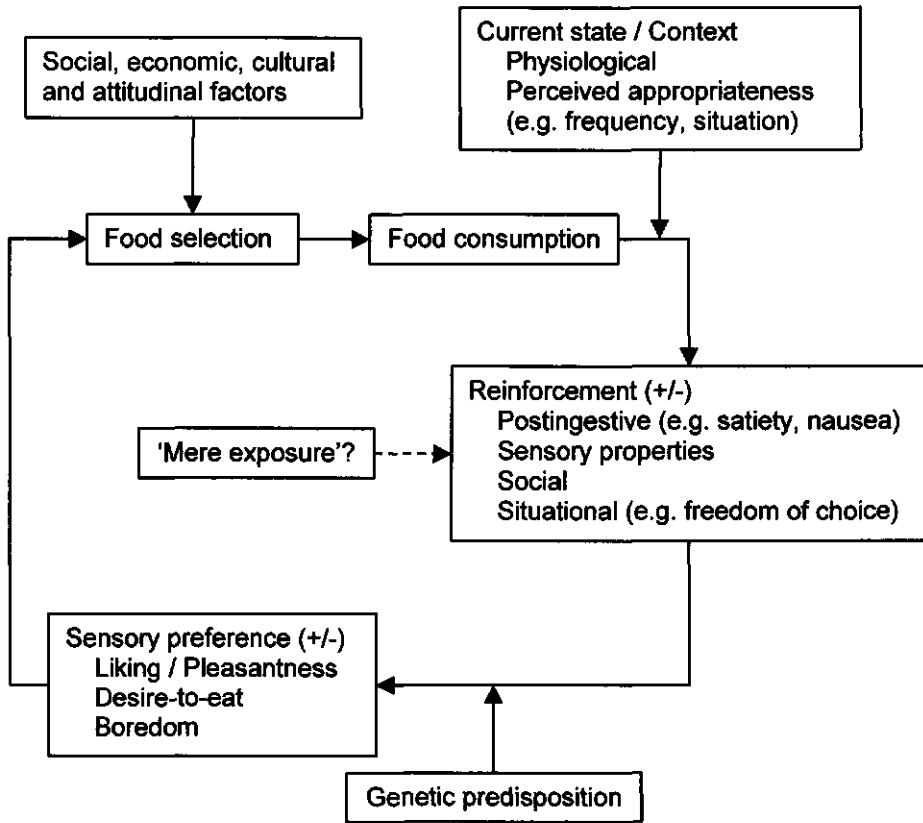 Social, economic, cultural
and attitudinal factors
Current state / Context
Physiological
Perceived appropriateness
(e.g. frequency, situation)
Food selection
Food consumption
Reinforcement (+/-)
Postingestive (e.g. satiety, nausea)
Sensory properties
Social
Situational (e.g. freedom of choice)
'Mere exposure'?
Sensory preference (+/-)
Liking / Pleasantness
Desire-to-eat
Boredom
Genetic predisposition